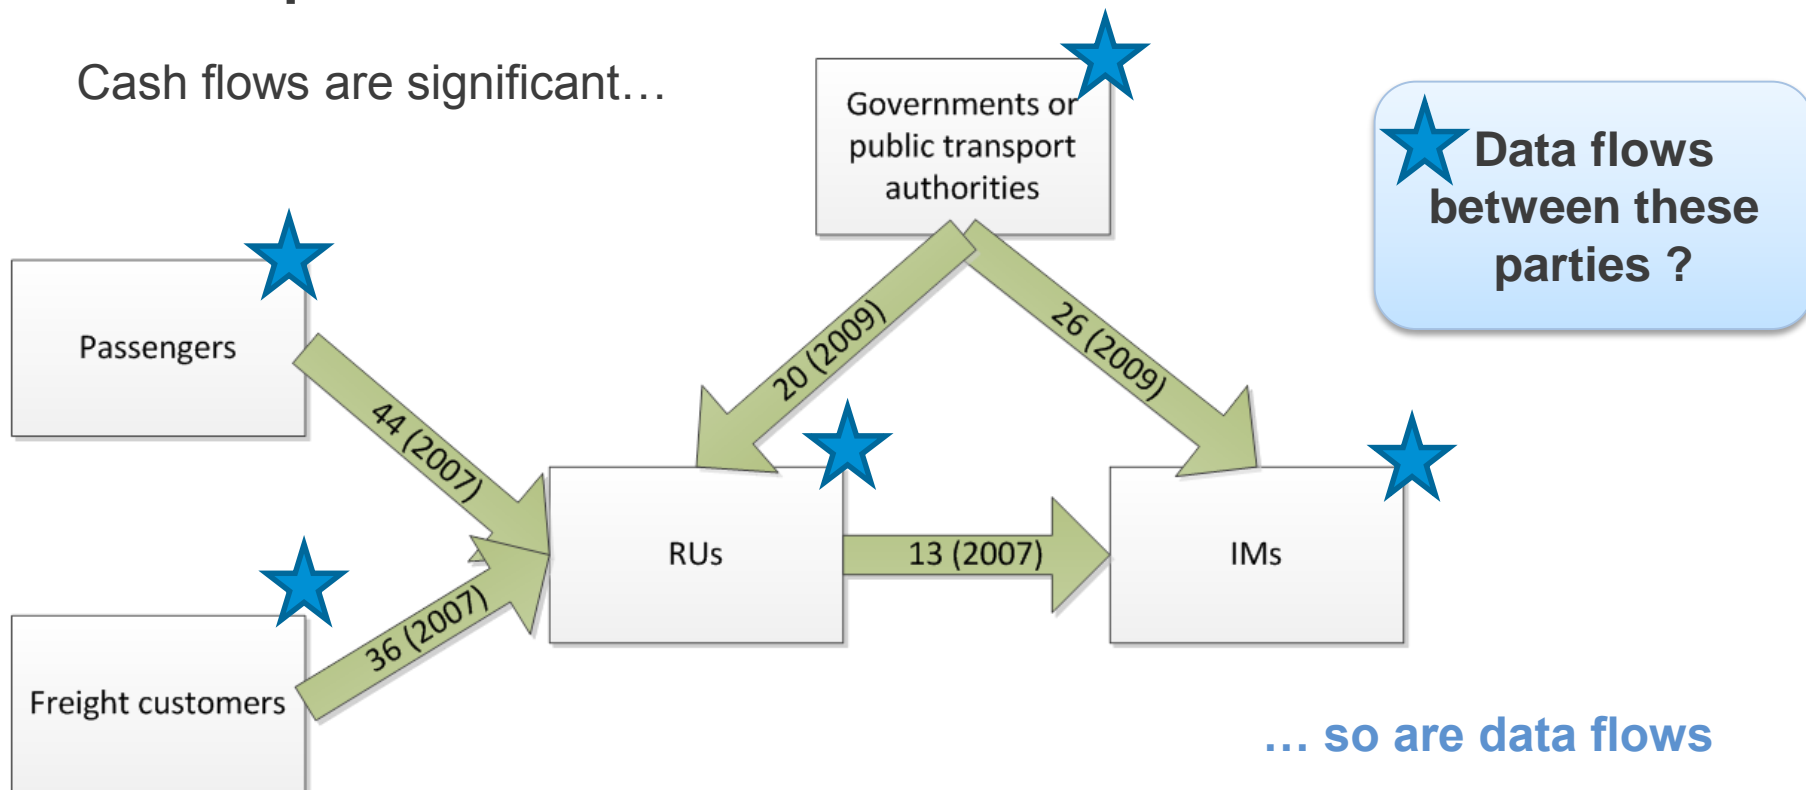 Cash flows are significant…
Governments or
public transport
authorities
Data flows
between these
parties ?
Passengers
20 (2009)
26 (2009)
44 (2007)
RUs
13 (2007)
IMs
36 (2007)
Freight customers
… so are data flows